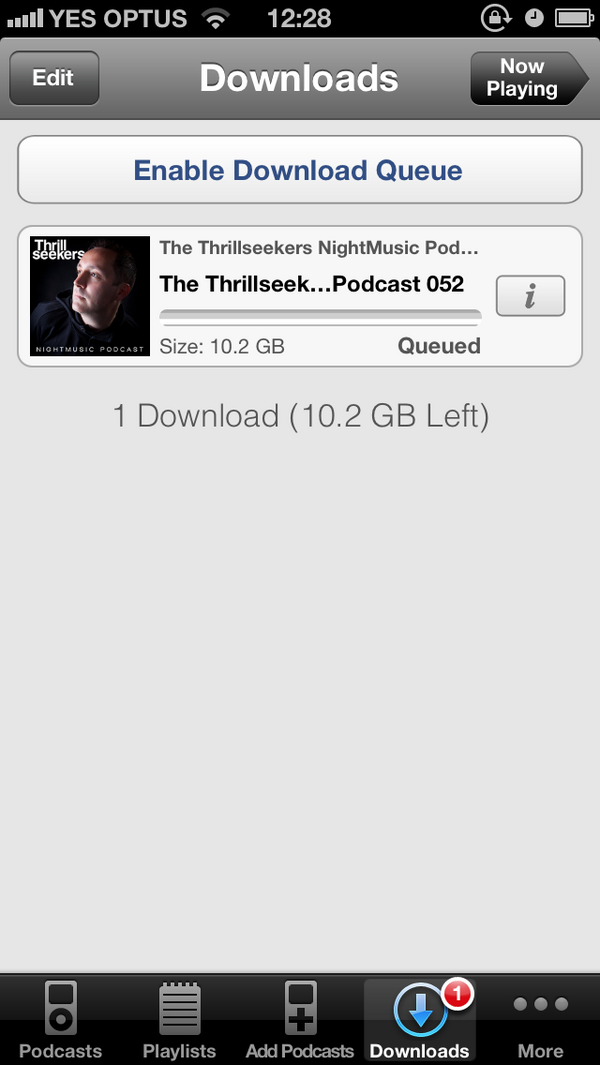 YES OPTUS 12:28
Edit
Downloads
Now
Playing
Enable Download Queue
Thrill
seekers
NIGHTMUSIC PODCAST
The Thrillseekers NightMusic Pod...
The Thrillseek...Podcast 052
i
Size: 10.2 GB
Queued
1 Download (10.2 GB Left)
1
Podcasts
Playlists
Add Podcasts
Downloads
More